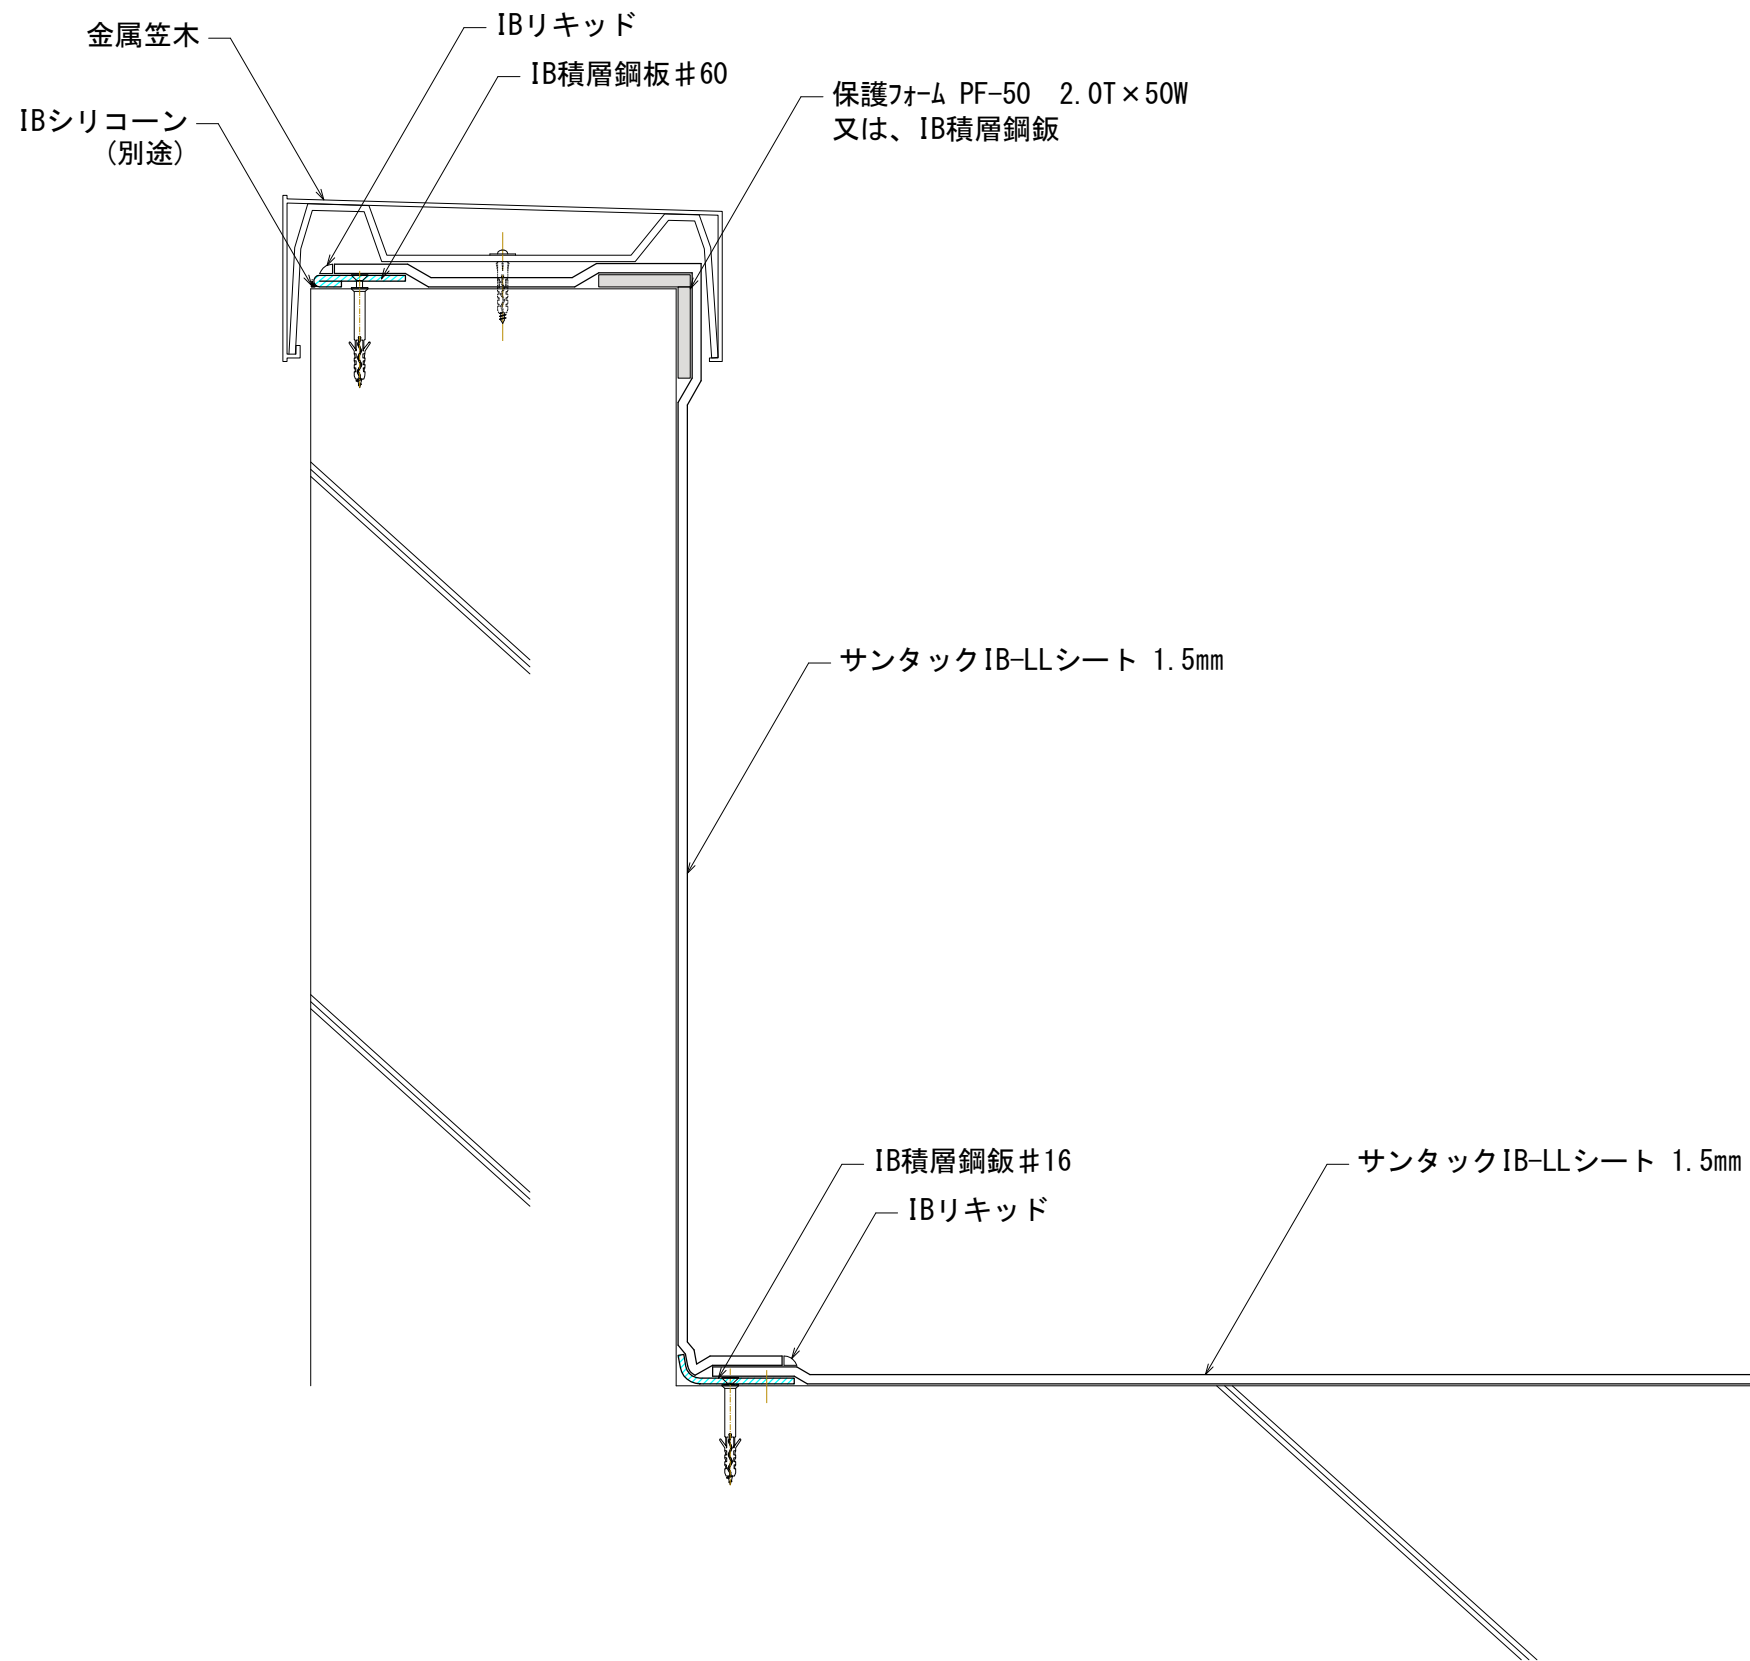 IBリキッド
金属笠木
IB積層鋼板♯60
保護フォーム PF-50　2.0T×50W
又は、IB積層鋼鈑
IBシリコーン
(別途)
サンタックIB-LLシート 1.5mm
IB積層鋼鈑♯16
サンタックIB-LLシート 1.5mm
IBリキッド